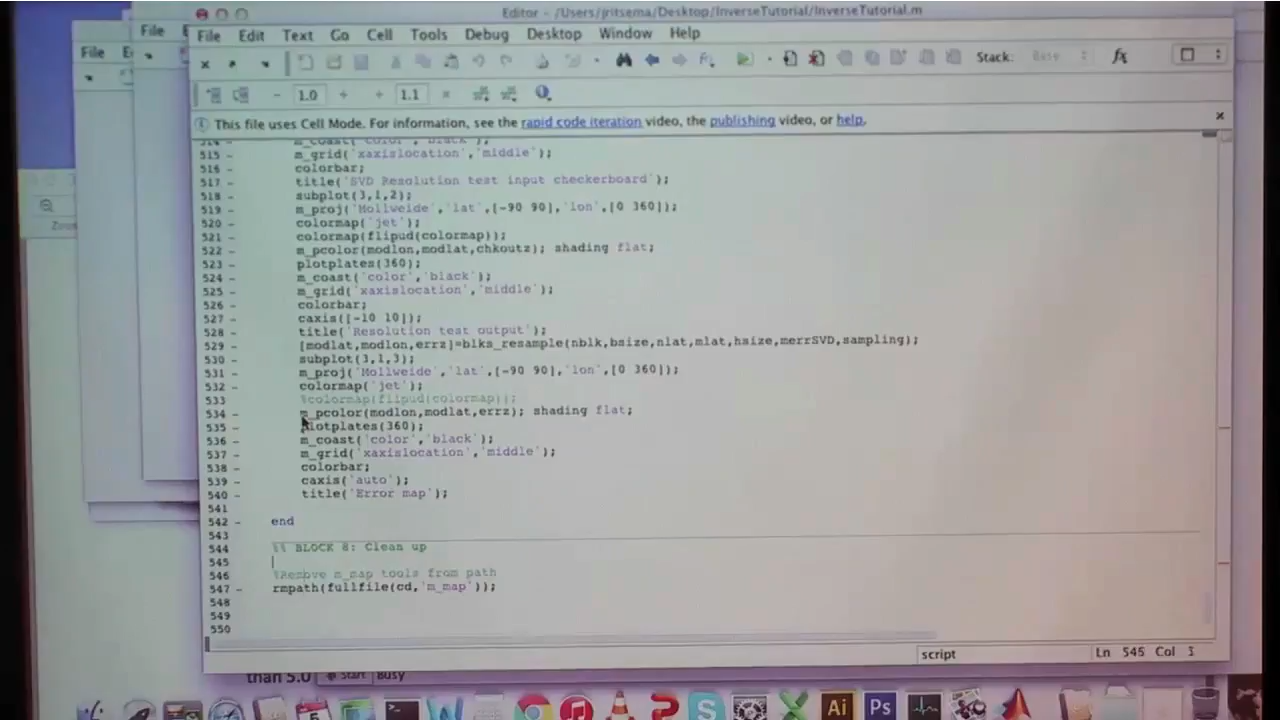 Editor - /Users/jritsema/Desktop/InverseTutorial/InverseTutorial.m
File
File
File Edit Text Go Cell Tools Debug Desktop Window Help
Stack: Base fx
1.0 1.1 ×
This file uses Cell Mode. For information, see the rapid code iteration video, the publishing video, or help.
514 - m_coast('color','black');
515 - m_grid('xaxislocation','middle');
516 - colorbar;
517 - title('SVD Resolution test input checkerboard');
518 - subplot(3,1,2);
519 - m_proj('Mollweide','lat',[-90 90],'lon',[0 360]);
520 - colormap('jet');
521 - colormap(flipud(colormap));
522 - m_pcolor(modlon,modlat,chkoutz); shading flat;
523 - plotplates(360);
524 - m_coast('color','black');
525 - m_grid('xaxislocation','middle');
526 - colorbar;
527 - caxis([-10 10]);
528 - title('Resolution test output');
529 - [modlat,modlon,errz]=blks_resample(nblk,bsize,nlat,mlat,hsize,merrSVD,sampling);
530 - subplot(3,1,3);
531 - m_proj('Mollweide','lat',[-90 90],'lon',[0 360]);
532 - colormap('jet');
533 %colormap(flipud(colormap));
534 - m_pcolor(modlon,modlat,errz); shading flat;
535 - plotplates(360);
536 - m_coast('color','black');
537 - m_grid('xaxislocation','middle');
538 - colorbar;
539 - caxis('auto');
540 - title('Error map');
541
542 - end
543
544 %% BLOCK 8: Clean up
545
546 %Remove m_map tools from path
547 - rmpath(fullfile(cd,'m_map'));
548
549
550
script Ln 545 Col 1
than 5.0 Start Busy
Ai Ps